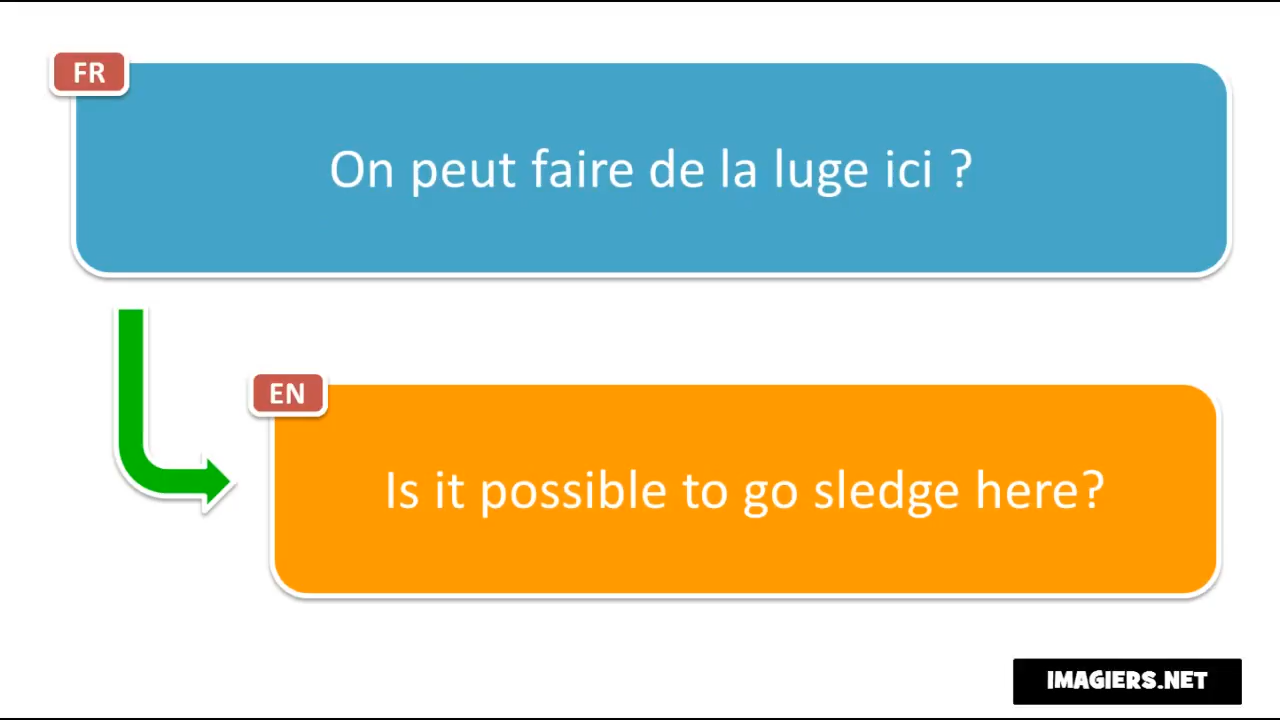 FR
On peut faire de la luge ici ?
EN
Is it possible to go sledge here?
IMAGIERS.NET